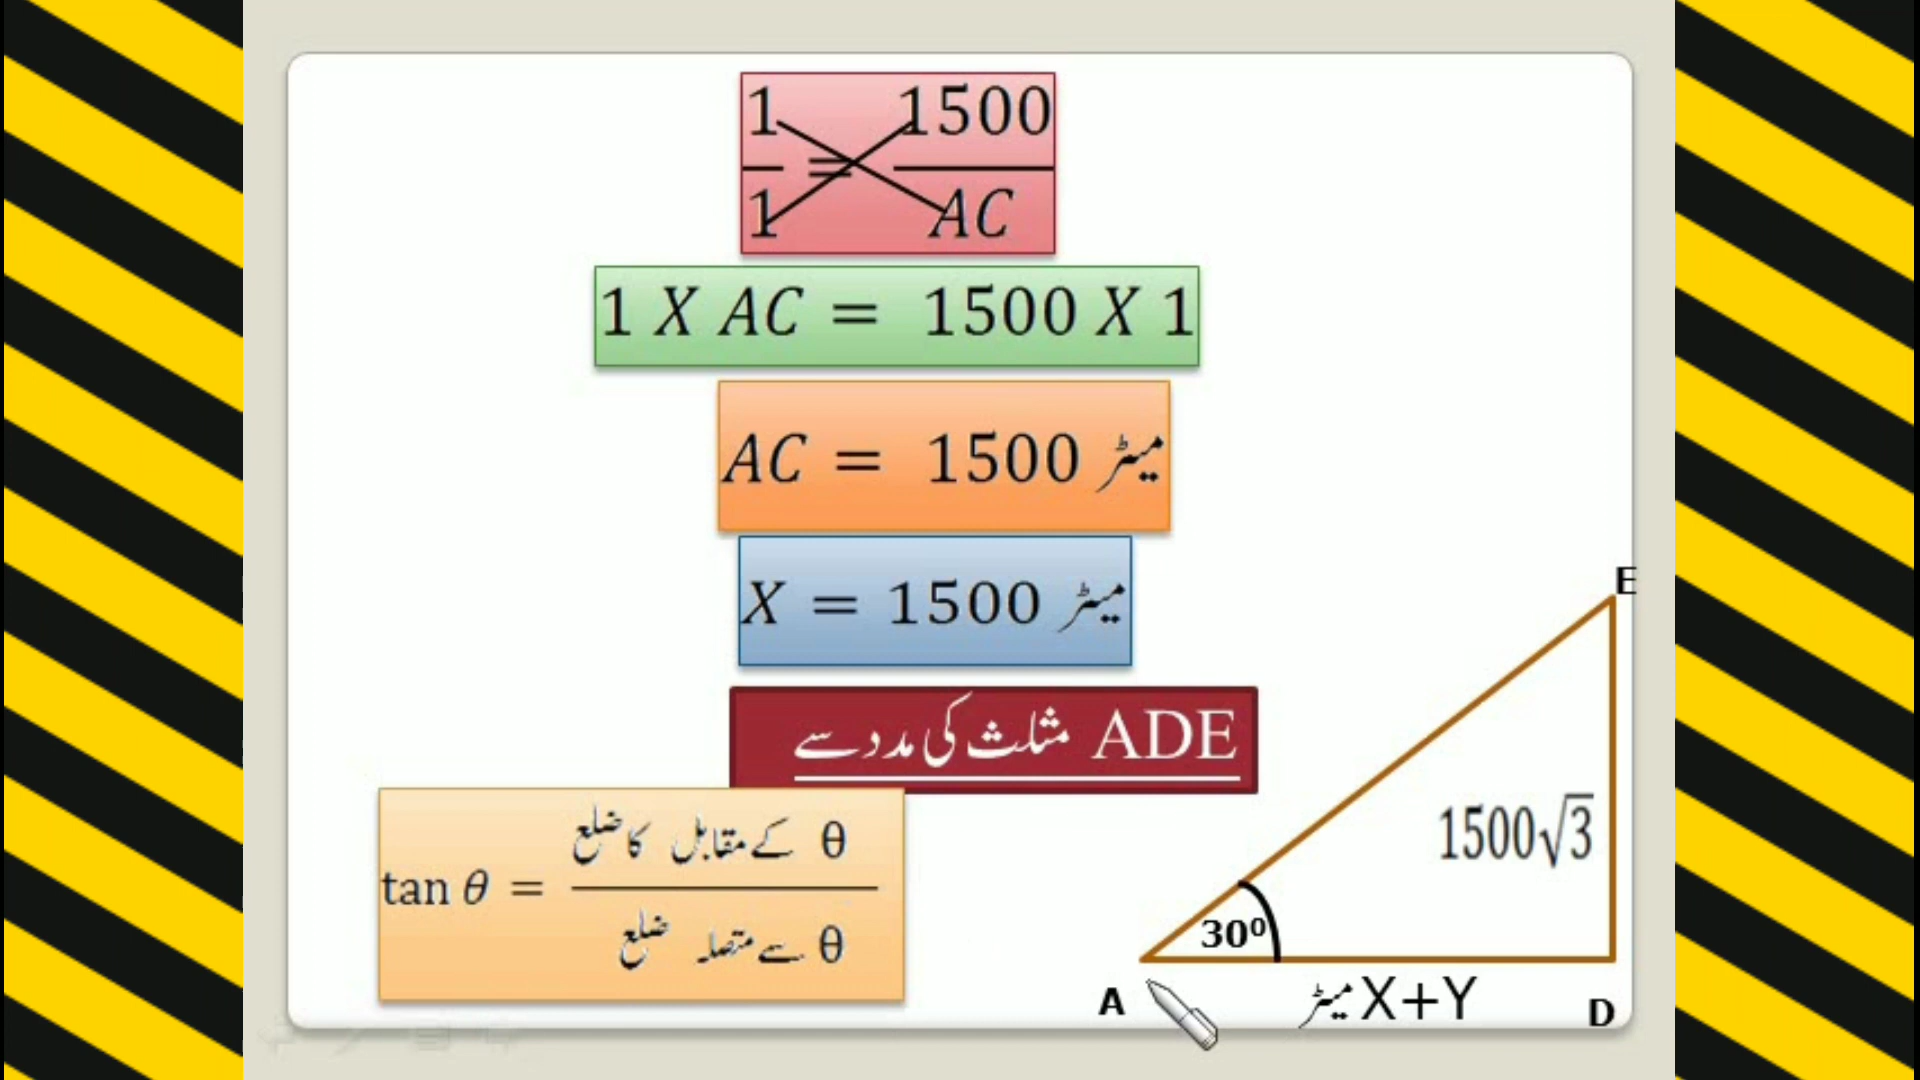 1/1 = 1500/AC
1 X AC = 1500 X 1
AC = 1500 میٹر
X = 1500 میٹر
ADE مثلث کی مدد سے
tan θ = θ کے مقابل کا ضلع / θ سے متصلہ ضلع
E
1500√3
30⁰
A
X+Y میٹر
D